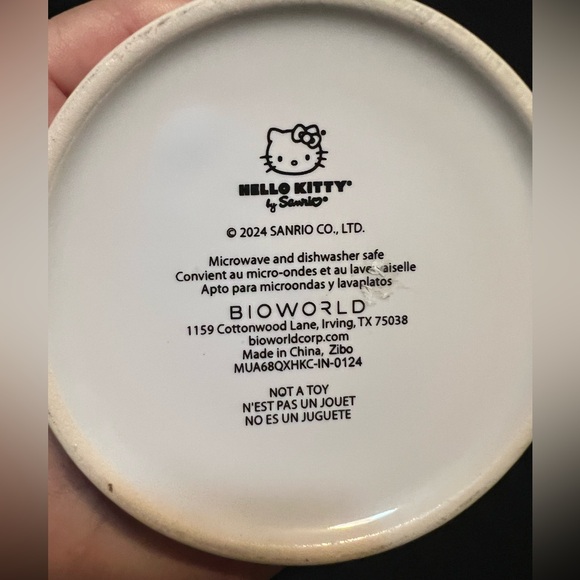 HELLO KITTY®
by Sanrio®
© 2024 SANRIO CO., LTD.
Microwave and dishwasher safe
Convient au micro-ondes et au
Apto para microondas y lavaplatos
BIOWORLD
1159 Cottonwood Lane, Irving, TX 75038
bioworldcorp.com
Made in China, Zibo
MUA68QXHKC-IN-0124
NOT A TOY
N'EST PAS UN JOUET
NO ES UN JUGUETE